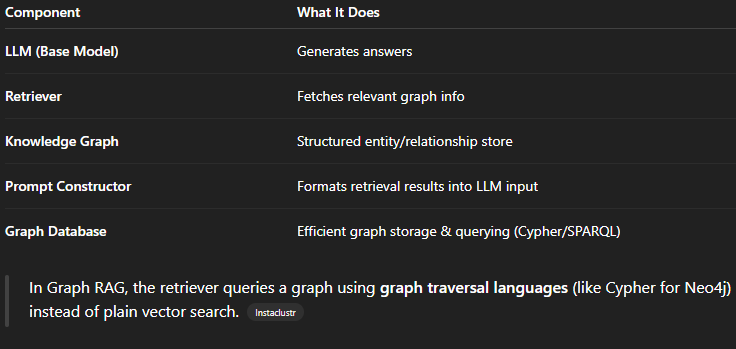 Component What It Does
LLM (Base Model) Generates answers
Retriever Fetches relevant graph info
Knowledge Graph Structured entity/relationship store
Prompt Constructor Formats retrieval results into LLM input
Graph Database Efficient graph storage & querying (Cypher/SPARQL)
In Graph RAG, the retriever queries a graph using graph traversal languages (like Cypher for Neo4j)
instead of plain vector search. Instaclustr